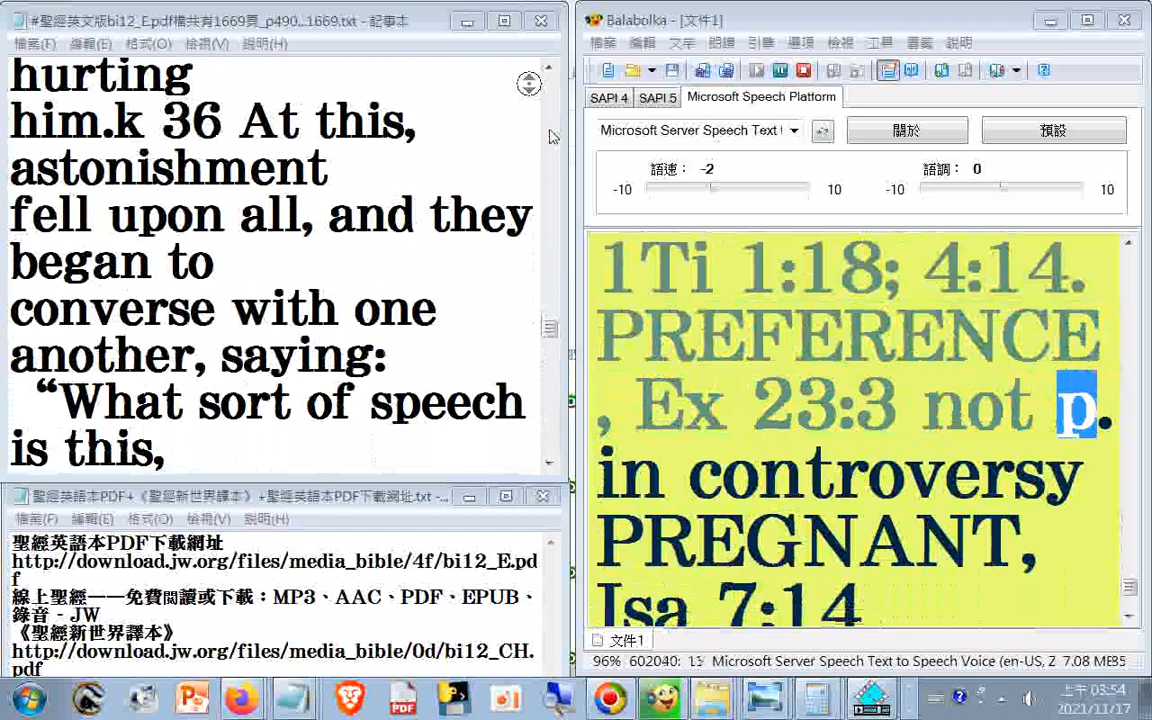 #聖經英文版bi12_E.pdf檔共有1669頁_p490...1669.txt - 記事本
檔案(F) 編輯(E) 格式(O) 檢視(V) 說明(H)
hurting
him.k 36 At this,
astonishment
fell upon all, and they
began to
converse with one
another, saying:
“What sort of speech
is this,
聖經英語本PDF+《聖經新世界譯本》+聖經英語本PDF下載網址.txt -...
檔案(F) 編輯(E) 格式(O) 檢視(V) 說明(H)
聖經英語本PDF下載網址
http://download.jw.org/files/media_bible/4f/bi12_E.pd
f
線上聖經——免費閱讀或下載：MP3、AAC、PDF、EPUB、
錄音 - JW
《聖經新世界譯本》
http://download.jw.org/files/media_bible/0d/bi12_CH.
pdf
Balabolka - [文件1]
檔案 編輯 文字 朗讀 引擎 選項 檢視 工具 書籤 說明
SAPI 4 SAPI 5 Microsoft Speech Platform
Microsoft Server Speech Text 關於 預設
語速： -2 語調： 0
-10 10 -10 10
1Ti 1:18; 4:14.
PREFERENCE
, Ex 23:3 not p.
in controversy
PREGNANT,
Isa 7:14
文件1
96% 602040: Microsoft Server Speech Text to Speech Voice (en-US, Z 7.08 MB
上午 03:54
2021/11/17